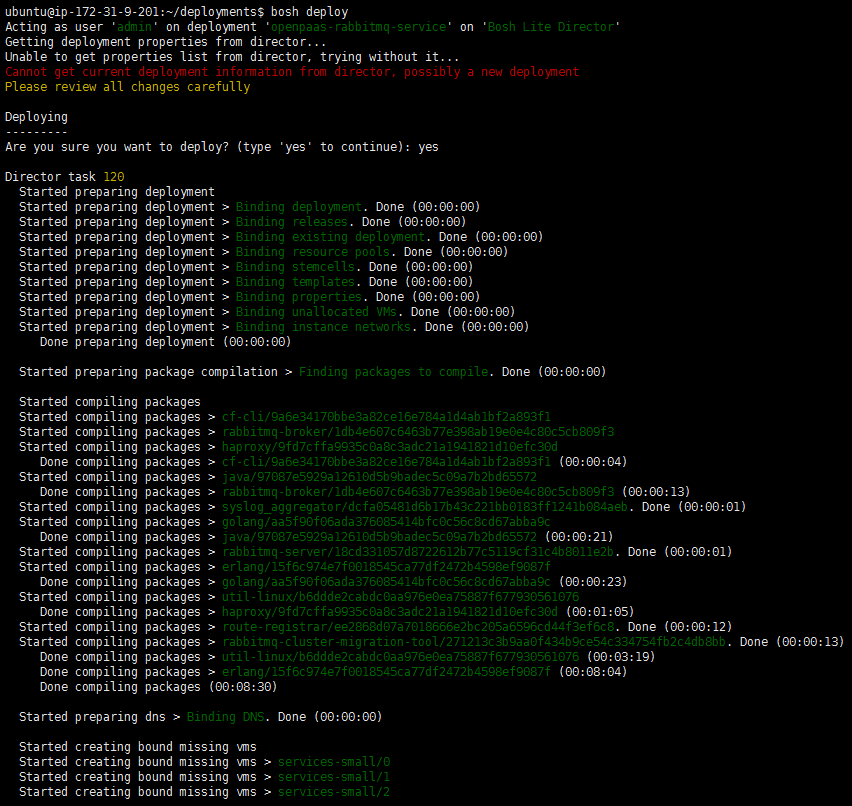 ubuntu@ip-172-31-9-201:~/deployments$ bosh deploy
Acting as user 'admin' on deployment 'openpaas-rabbitmq-service' on 'Bosh Lite Director'
Getting deployment properties from director...
Unable to get properties list from director, trying without it...
Cannot get current deployment information from director, possibly a new deployment
Please review all changes carefully
Deploying
---------
Are you sure you want to deploy? (type 'yes' to continue): yes
Director task 120
Started preparing deployment
Started preparing deployment > Binding deployment. Done (00:00:00)
Started preparing deployment > Binding releases. Done (00:00:00)
Started preparing deployment > Binding existing deployment. Done (00:00:00)
Started preparing deployment > Binding resource pools. Done (00:00:00)
Started preparing deployment > Binding stemcells. Done (00:00:00)
Started preparing deployment > Binding templates. Done (00:00:00)
Started preparing deployment > Binding properties. Done (00:00:00)
Started preparing deployment > Binding unallocated VMs. Done (00:00:00)
Started preparing deployment > Binding instance networks. Done (00:00:00)
Done preparing deployment (00:00:00)
Started preparing package compilation > Finding packages to compile. Done (00:00:00)
Started compiling packages
Started compiling packages > cf-cli/9a6e34170bbe3a82ce16e784a1d4ab1bf2a893f1
Started compiling packages > rabbitmq-broker/1db4e607c6463b77e398ab19e0e4c80c5cb809f3
Started compiling packages > haproxy/9fd7cffa9935c0a8c3adc21a1941821d10efc30d
Done compiling packages > cf-cli/9a6e34170bbe3a82ce16e784a1d4ab1bf2a893f1 (00:00:04)
Started compiling packages > java/97087e5929a12610d5b9badec5c09a7b2bd65572
Done compiling packages > rabbitmq-broker/1db4e607c6463b77e398ab19e0e4c80c5cb809f3 (00:00:13)
Started compiling packages > syslog_aggregator/dcfa05481d6b17b43c221bb0183ff1241b084aeb. Done (00:00:01)
Started compiling packages > golang/aa5f90f06ada376085414bfc0c56c8cd67abba9c
Done compiling packages > java/97087e5929a12610d5b9badec5c09a7b2bd65572 (00:00:21)
Started compiling packages > rabbitmq-server/18cd331057d8722612b77c5119cf31c4b8011e2b. Done (00:00:01)
Started compiling packages > erlang/15f6c974e7f0018545ca77df2472b4598ef9087f
Done compiling packages > golang/aa5f90f06ada376085414bfc0c56c8cd67abba9c (00:00:23)
Started compiling packages > util-linux/b6ddde2cabdc0aa976e0ea75887f677930561076
Done compiling packages > haproxy/9fd7cffa9935c0a8c3adc21a1941821d10efc30d (00:01:05)
Started compiling packages > route-registrar/ee2868d07a7018666e2bc205a6596cd44f3ef6c8. Done (00:00:12)
Started compiling packages > rabbitmq-cluster-migration-tool/271213c3b9aa0f434b9ce54c334754fb2c4db8bb. Done (00:00:13)
Done compiling packages > util-linux/b6ddde2cabdc0aa976e0ea75887f677930561076 (00:03:19)
Done compiling packages > erlang/15f6c974e7f0018545ca77df2472b4598ef9087f (00:08:04)
Done compiling packages (00:08:30)
Started preparing dns > Binding DNS. Done (00:00:00)
Started creating bound missing vms
Started creating bound missing vms > services-small/0
Started creating bound missing vms > services-small/1
Started creating bound missing vms > services-small/2